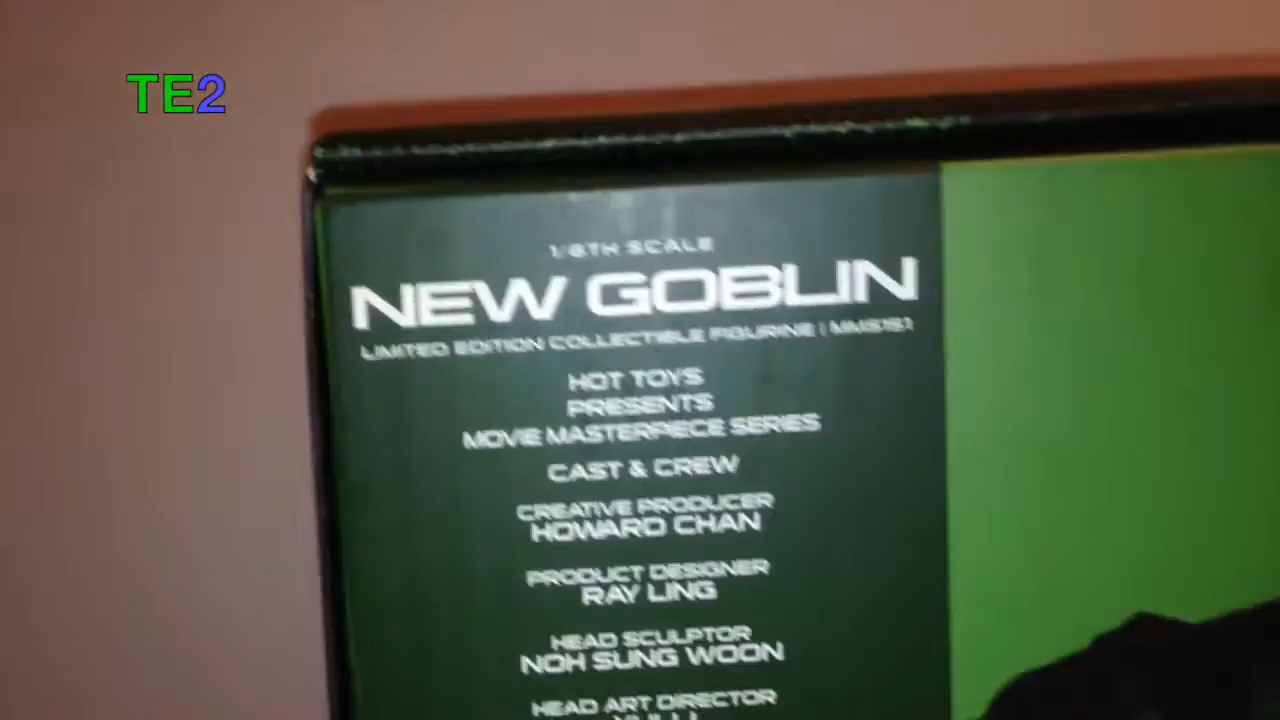 TE2
1/6TH SCALE
NEW GOBLIN
LIMITED EDITION COLLECTIBLE FIGURINE | MMS151
HOT TOYS
PRESENTS
MOVIE MASTERPIECE SERIES
CAST & CREW
CREATIVE PRODUCER
HOWARD CHAN
PRODUCT DESIGNER
RAY LING
HEAD SCULPTOR
NOH SUNG WOON
HEAD ART DIRECTOR